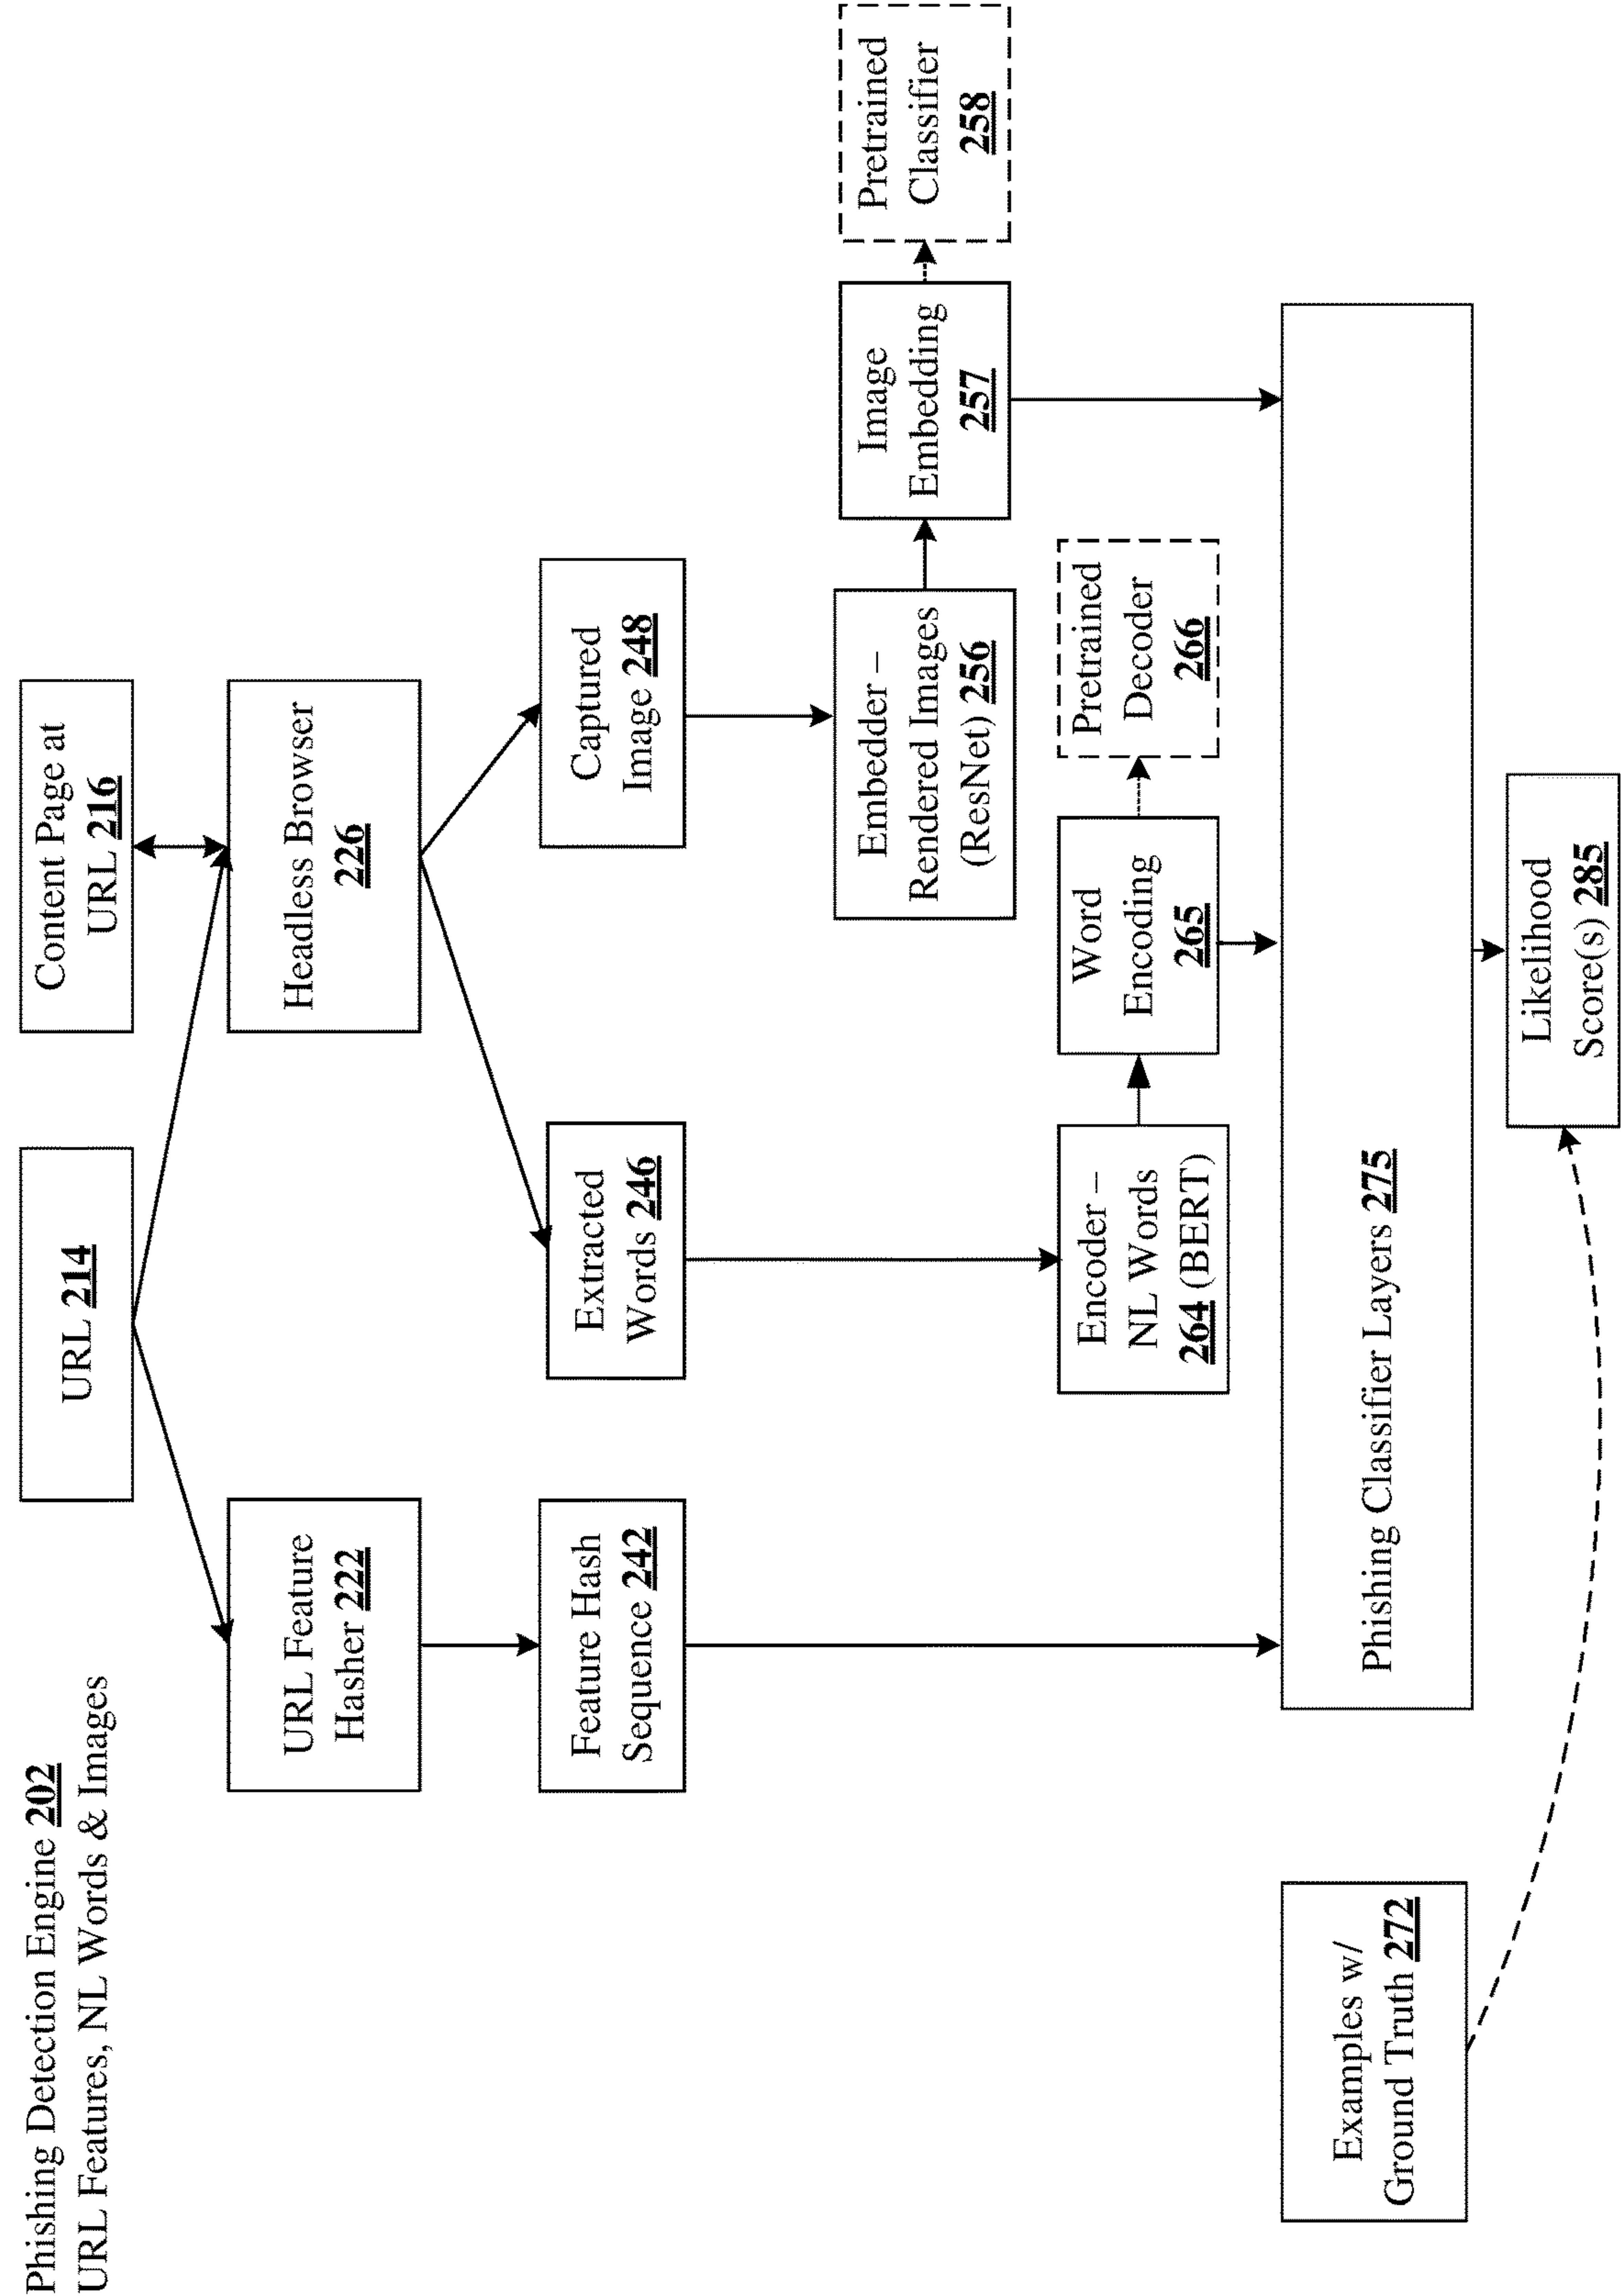 Phishing Detection Engine 202
URL Features, NL Words & Images
URL 214
Content Page at
URL 216
URL Feature
Hasher 222
Headless Browser
226
Feature Hash
Sequence 242
Extracted
Words 246
Captured
Image 248
Embedder –
Rendered Images
(ResNet) 256
Image
Embedding
257
Pretrained
Classifier
258
Encoder –
NL Words
264 (BERT)
Word
Encoding
265
Pretrained
Decoder
266
Examples w/
Ground Truth 272
Phishing Classifier Layers 275
Likelihood
Score(s) 285